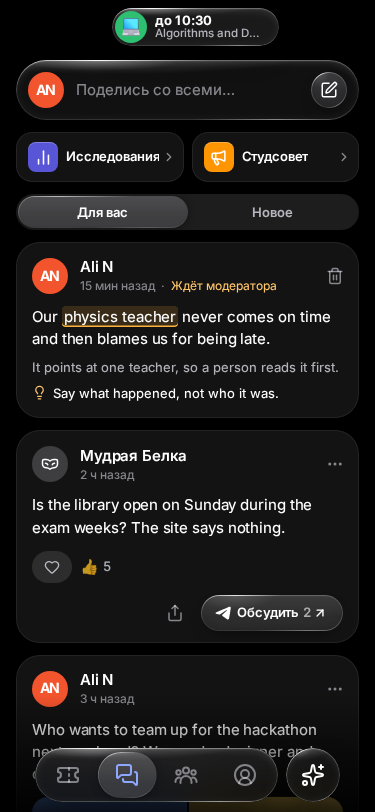 до 10:30
Algorithms and D...
AN
Поделись со всеми...
Исследования
Студсовет
Для вас
Новое
AN
Ali N
15 мин назад · Ждёт модератора
Our physics teacher never comes on time
and then blames us for being late.
It points at one teacher, so a person reads it first.
Say what happened, not who it was.
Мудрая Белка
2 ч назад
Is the library open on Sunday during the
exam weeks? The site says nothing.
👍 5
Обсудить 2
AN
Ali N
3 ч назад
Who wants to team up for the hackathon